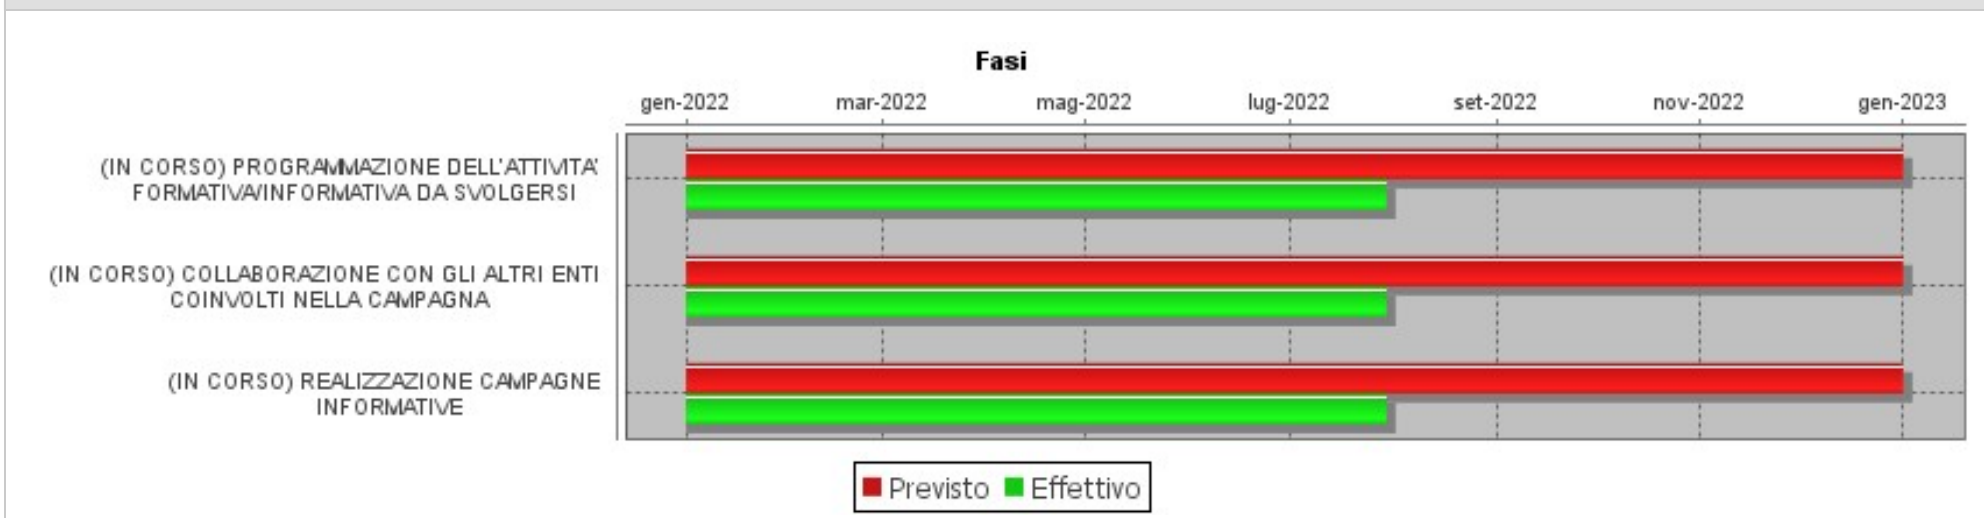 Fasi
gen-2022 mar-2022 mag-2022 lug-2022 set-2022 nov-2022 gen-2023
(IN CORSO) PROGRAMMAZIONE DELL'ATTIVITA'
FORMATIVA/INFORMATIVA DA SVOLGERSI
(IN CORSO) COLLABORAZIONE CON GLI ALTRI ENTI
COINVOLTI NELLA CAMPAGNA
(IN CORSO) REALIZZAZIONE CAMPAGNE
INFORMATIVE
Previsto Effettivo